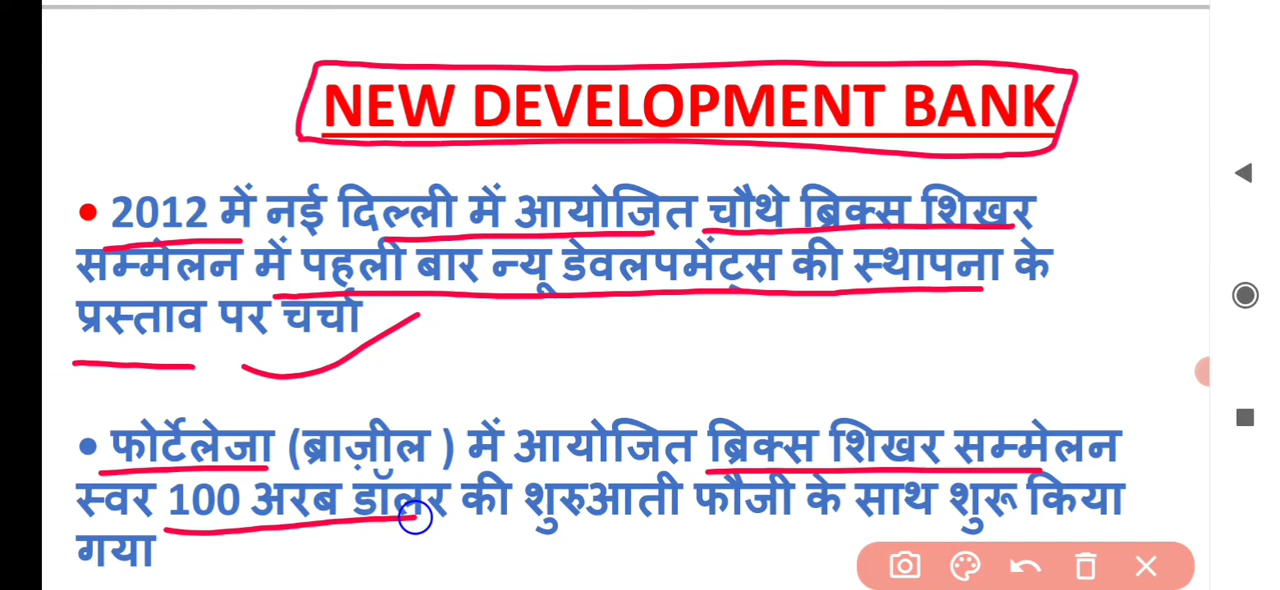 NEW DEVELOPMENT BANK
• 2012 में नई दिल्ली में आयोजित चौथे ब्रिक्स शिखर
सम्मेलन में पहली बार न्यू डेवलपमेंट्स की स्थापना के
प्रस्ताव पर चर्चा
• फोर्टेलेजा (ब्राज़ील ) में आयोजित ब्रिक्स शिखर सम्मेलन
स्वर 100 अरब डॉलर की शुरुआती फौजी के साथ शुरू किया
गया